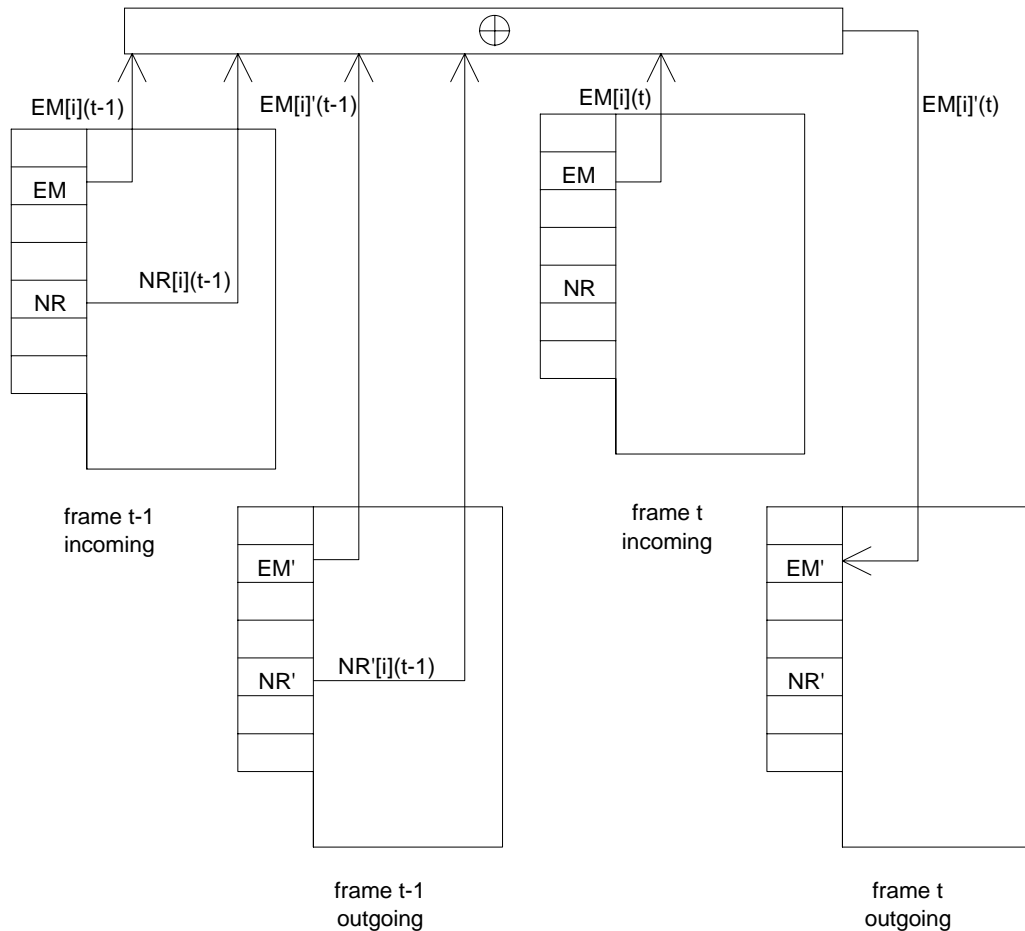 EM[i](t-1)
EM[i]'(t-1)
EM[i](t)
EM[i]'(t)
EM
NR[i](t-1)
NR
EM
NR
frame t-1
incoming
frame t
incoming
EM'
NR'[i](t-1)
NR'
EM'
NR'
frame t-1
outgoing
frame t
outgoing